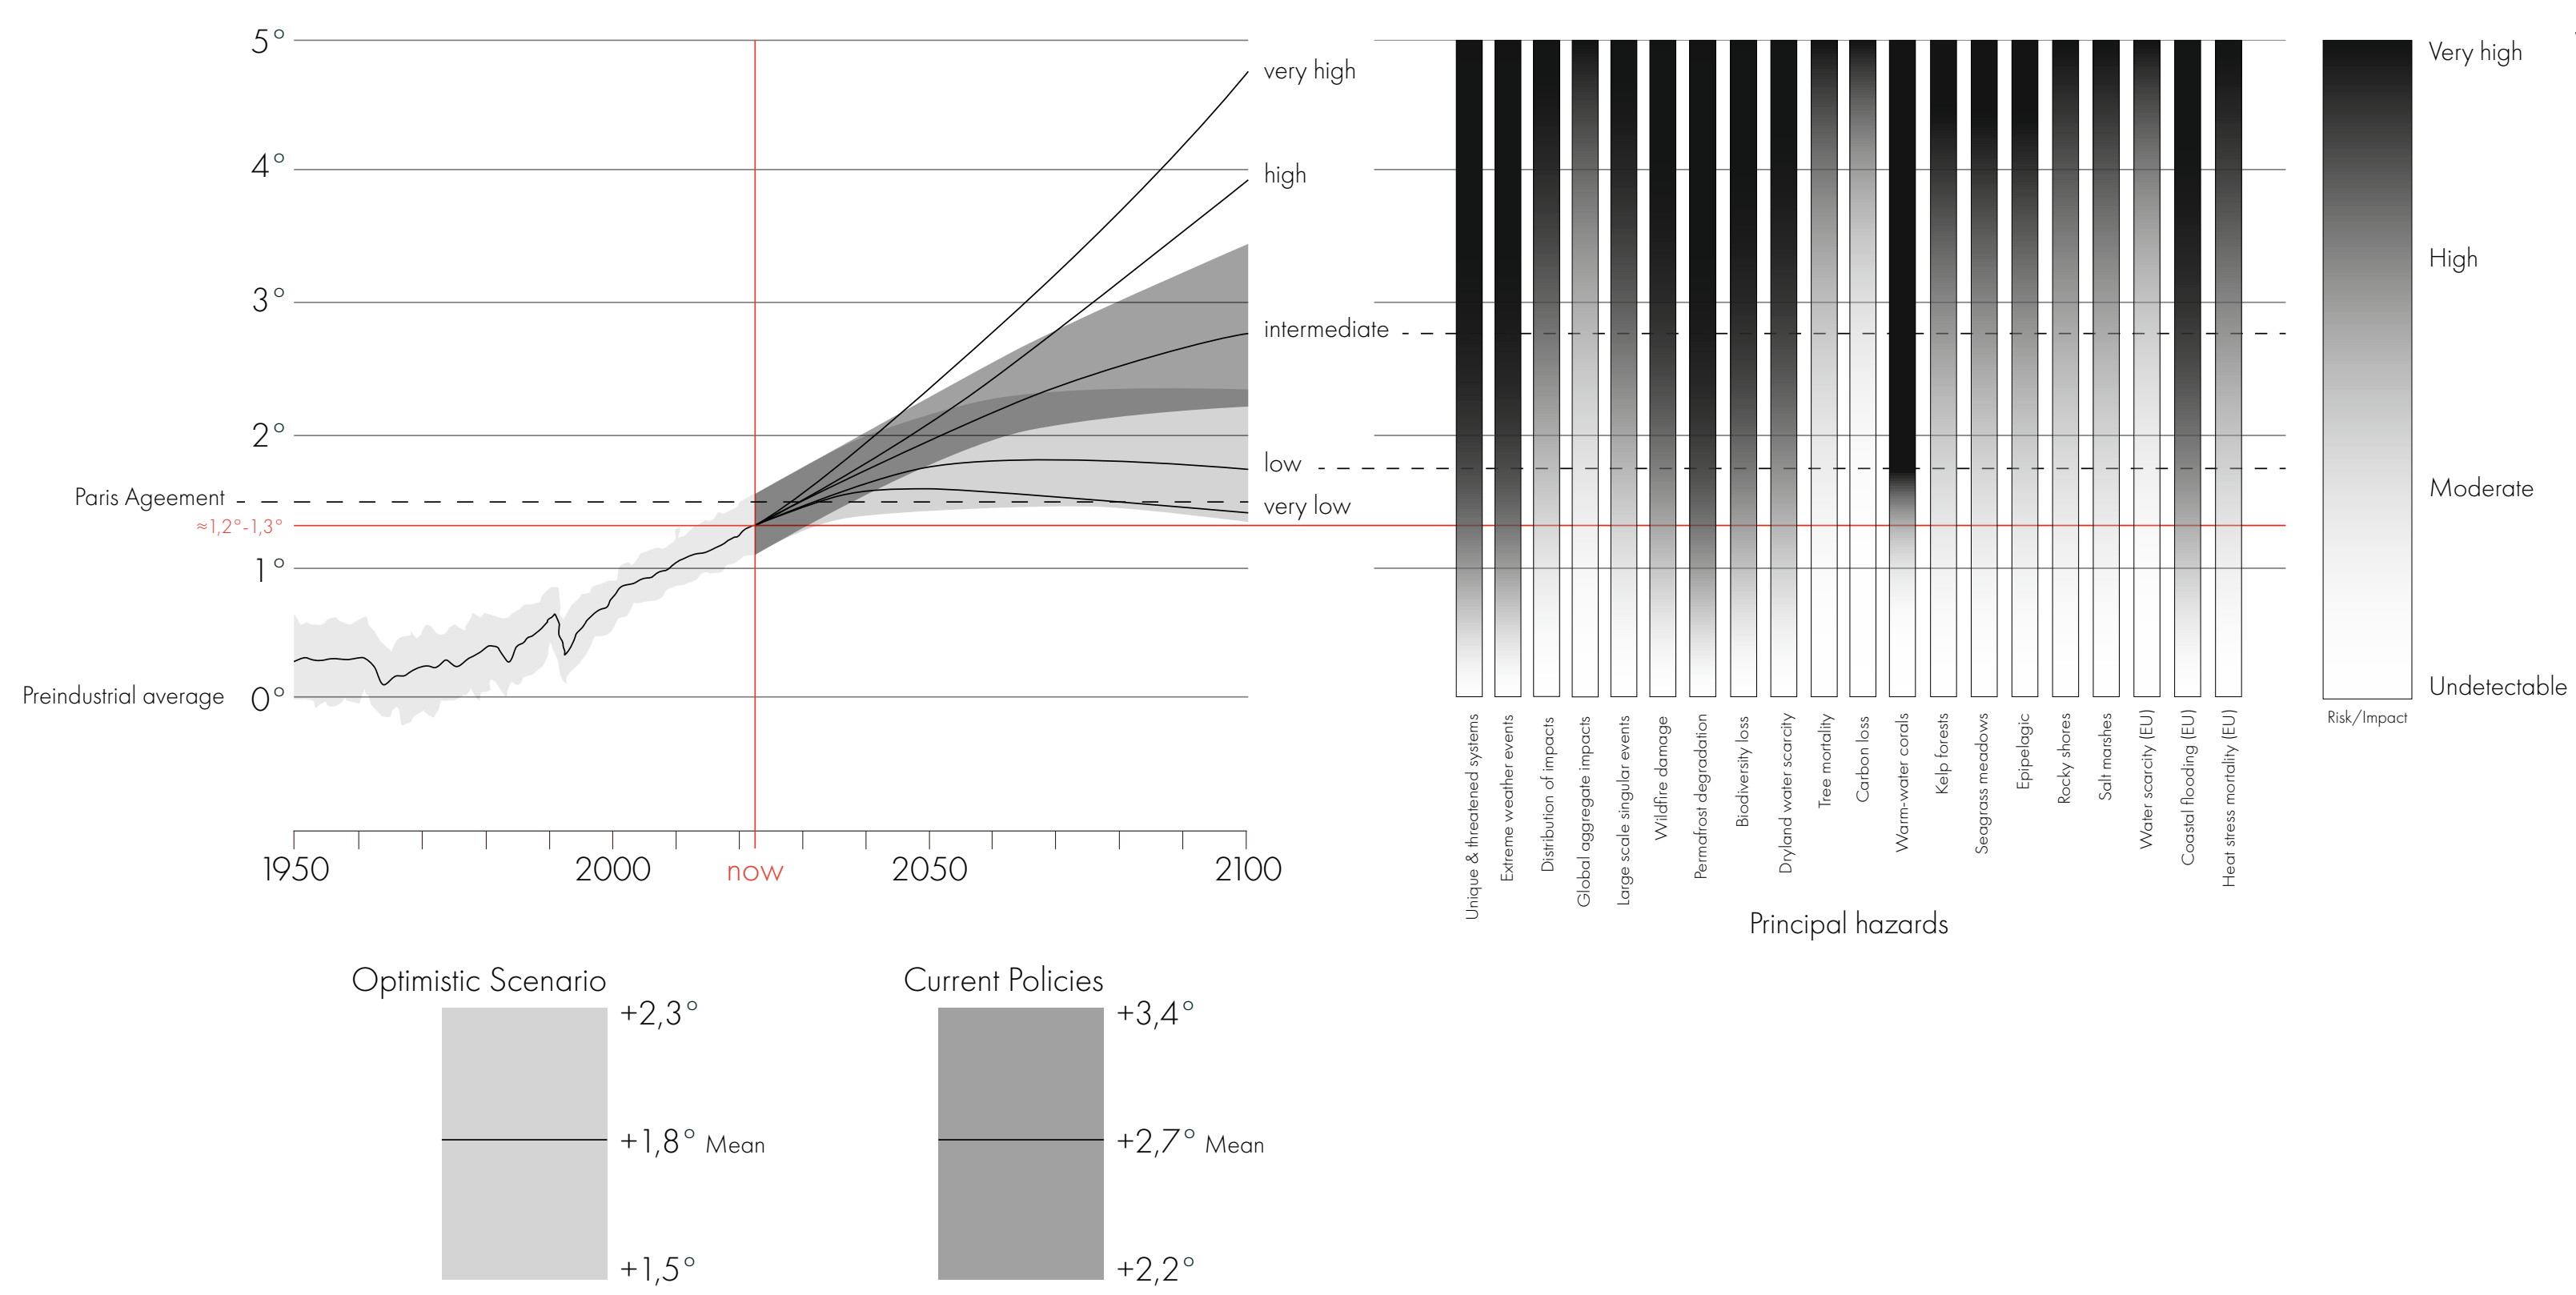 5°
4°
3°
2°
Paris Ageement
≈1,2°-1,3°
1°
Preindustrial average
0°
very high
high
intermediate
low
very low
1950
2000
now
2050
2100
Unique & threatened systems
Extreme weather events
Distribution of impacts
Global aggregate impacts
Large scale singular events
Wildfire damage
Permafrost degradation
Biodiversity loss
Dryland water scarcity
Tree mortality
Carbon loss
Warm-water corals
Kelp forests
Seagrass meadows
Epipelagic
Rocky shores
Salt marshes
Water scarcity (EU)
Coastal flooding (EU)
Heat stress mortality (EU)
Principal hazards
Very high
High
Moderate
Undetectable
Risk/Impact
Optimistic Scenario
+2,3°
+1,8° Mean
+1,5°
Current Policies
+3,4°
+2,7° Mean
+2,2°